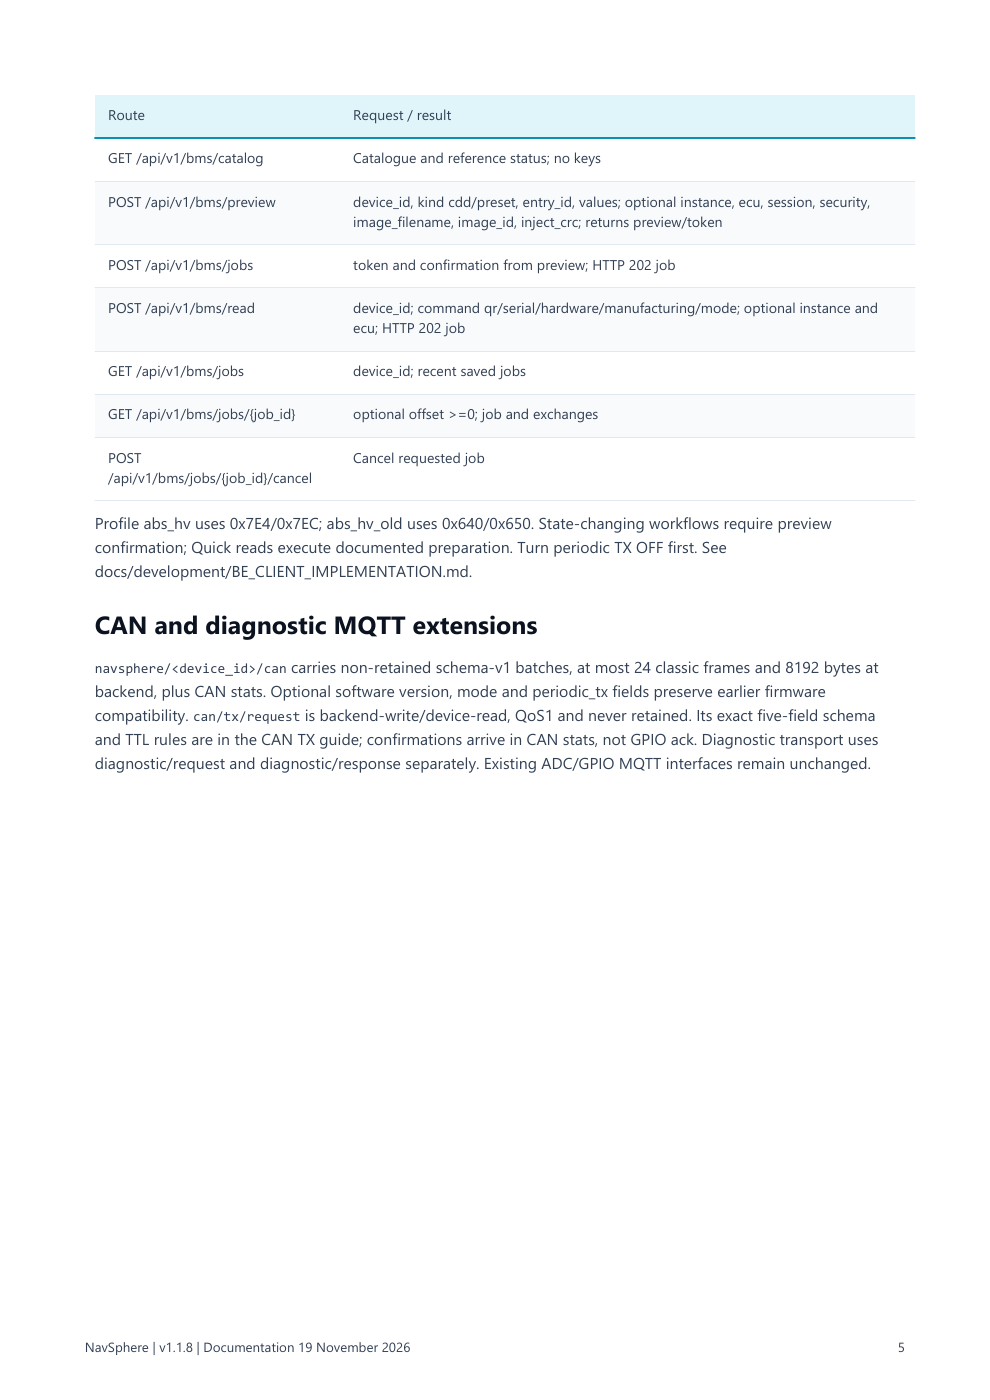 Route Request / result
GET /api/v1/bms/catalog Catalogue and reference status; no keys
POST /api/v1/bms/preview device_id, kind cdd/preset, entry_id, values; optional instance, ecu, session, security,
image_filename, image_id, inject_crc; returns preview/token
POST /api/v1/bms/jobs token and confirmation from preview; HTTP 202 job
POST /api/v1/bms/read device_id; command qr/serial/hardware/manufacturing/mode; optional instance and
ecu; HTTP 202 job
GET /api/v1/bms/jobs device_id; recent saved jobs
GET /api/v1/bms/jobs/{job_id} optional offset >=0; job and exchanges
POST Cancel requested job
/api/v1/bms/jobs/{job_id}/cancel
Profile abs_hv uses 0x7E4/0x7EC; abs_hv_old uses 0x640/0x650. State-changing workflows require preview
confirmation; Quick reads execute documented preparation. Turn periodic TX OFF first. See
docs/development/BE_CLIENT_IMPLEMENTATION.md.
CAN and diagnostic MQTT extensions
navsphere/<device_id>/can carries non-retained schema-v1 batches, at most 24 classic frames and 8192 bytes at
backend, plus CAN stats. Optional software version, mode and periodic_tx fields preserve earlier firmware
compatibility. can/tx/request is backend-write/device-read, QoS1 and never retained. Its exact five-field schema
and TTL rules are in the CAN TX guide; confirmations arrive in CAN stats, not GPIO ack. Diagnostic transport uses
diagnostic/request and diagnostic/response separately. Existing ADC/GPIO MQTT interfaces remain unchanged.
NavSphere | v1.1.8 | Documentation 19 November 2026 5